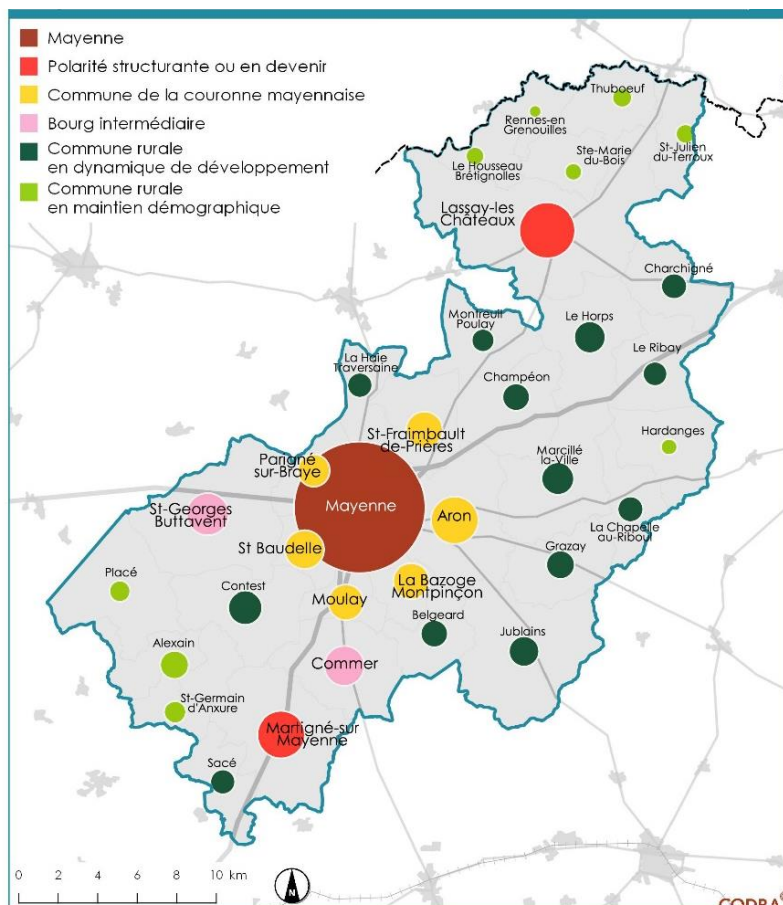 Mayenne
Polarité structurante ou en devenir
Commune de la couronne mayennaise
Bourg intermédiaire
Commune rurale
en dynamique de développement
Commune rurale
en maintien démographique
Thuboeuf
Rennes-en
Grenouilles
St-Julien
du-Terroux
Le Housseau
Brétignolles
Ste-Marie
du-Bois
Lassay-les
Châteaux
Charchigné
Montreuil
Poulay
Le Horps
La Haie
Traversaine
Le Ribay
Champéon
St-Fraimbault
de-Prières
Hardanges
Parigné
sur-Braye
Marcillé
la-Ville
Mayenne
St-Georges
Buttavent
Aron
La Chapelle
au-Riboul
St Baudelle
Grazay
Placé
La Bazoge
Montpinçon
Contest
Moulay
Belgeard
Jublains
Alexain
Commer
St-Germain
d'Anxure
Martigné-sur
Mayenne
Sacé
0 2 4 6 8 10 km
N
CODRA